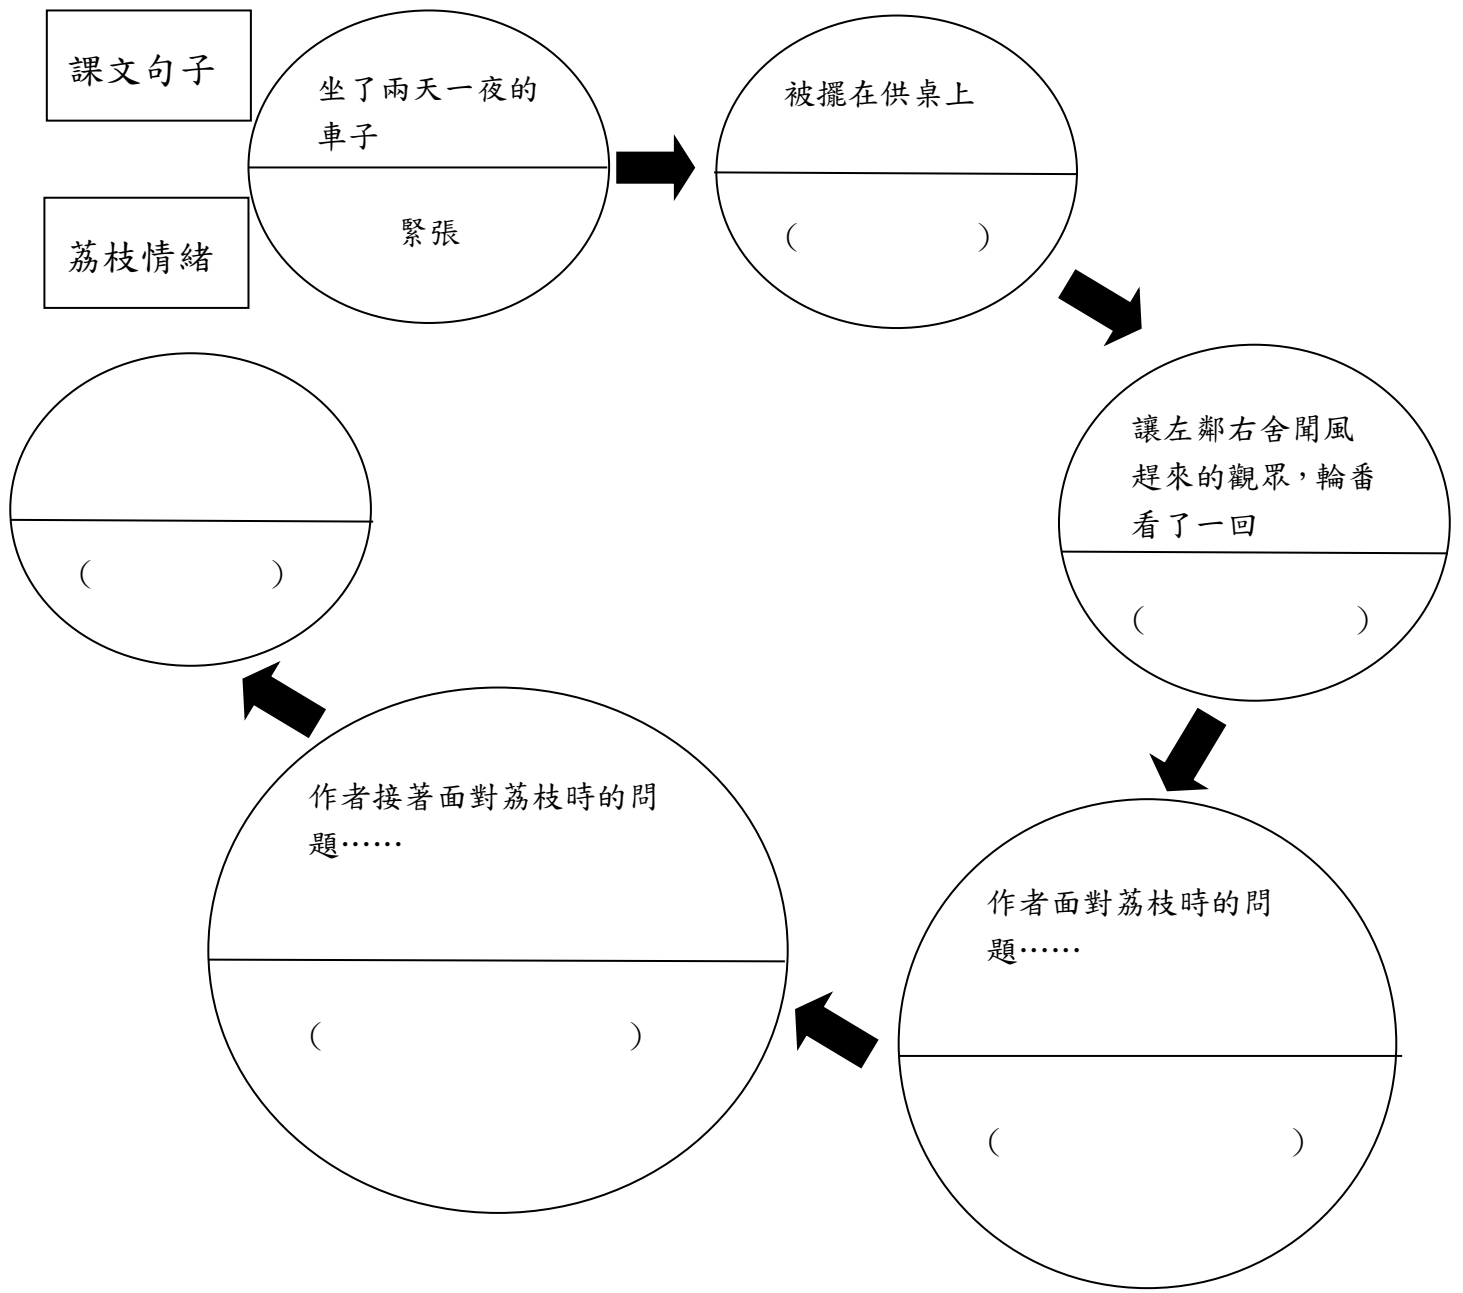 課文句子
坐了兩天一夜的
車子
被擺在供桌上
荔枝情緒
緊張
（　　　　）
讓左鄰右舍聞風
趕來的觀眾，輪番
看了一回
（　　　　）
（　　　　）
作者接著面對荔枝時的問
題……
（　　　　）
作者面對荔枝時的問
題……
（　　　　）